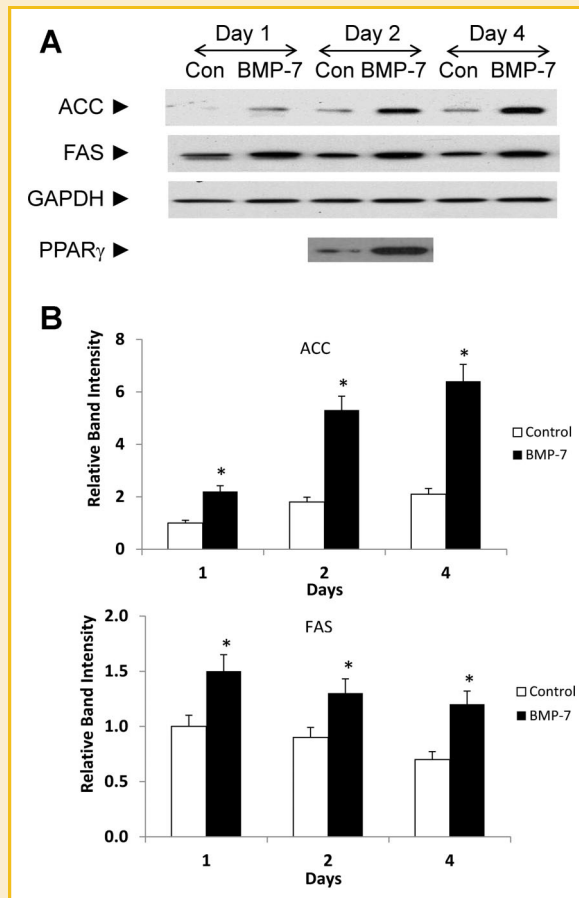 A
Day 1 Day 2 Day 4
Con BMP-7 Con BMP-7 Con BMP-7
ACC ►
FAS ►
GAPDH ►
PPARγ ►
B
ACC
Relative Band Intensity
8
6
4
2
0
1 2 4
Days
* * *
Control
BMP-7
FAS
Relative Band Intensity
2.0
1.5
1.0
0.5
0.0
1 2 4
Days
* * *
Control
BMP-7